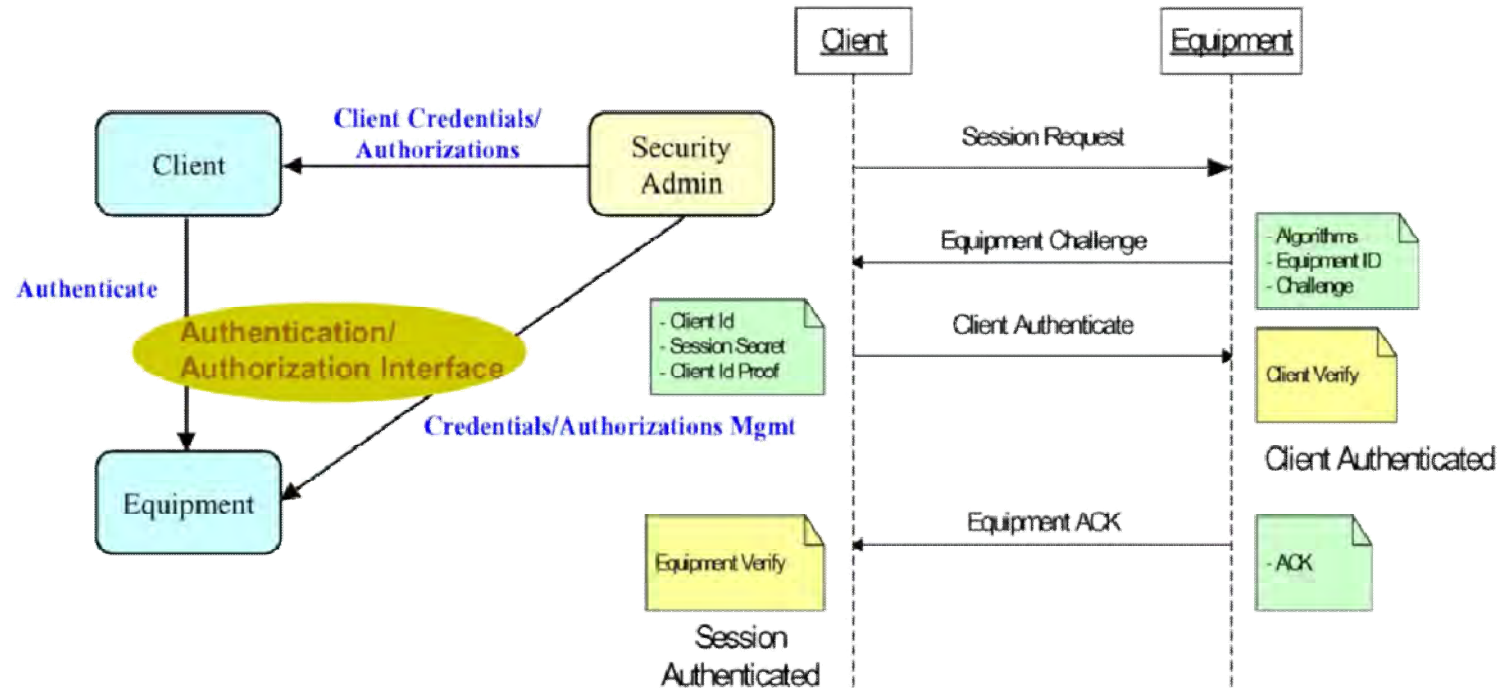 Client Credentials/
Authorizations
Client
Security
Admin
Authenticate
Authentication/
Authorization Interface
Credentials/Authorizations Mgmt
Equipment
Client
Equipment
Session Request
Equipment Challenge
- Algorithms
- Equipment ID
- Challenge
- Client Id
- Session Secret
- Client Id Proof
Client Authenticate
Client Verify
Client Authenticated
Equipment ACK
Equipment Verify
- ACK
Session
Authenticated